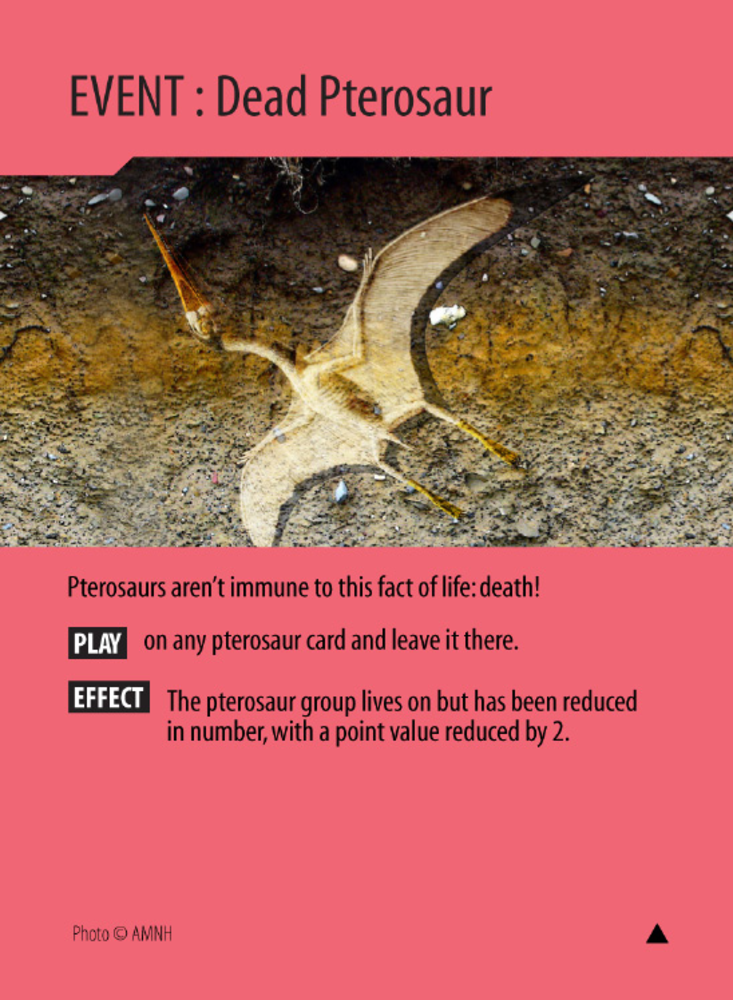 EVENT : Dead Pterosaur
Pterosaurs aren’t immune to this fact of life: death!
PLAY on any pterosaur card and leave it there.
EFFECT The pterosaur group lives on but has been reduced
in number, with a point value reduced by 2.
Photo © AMNH